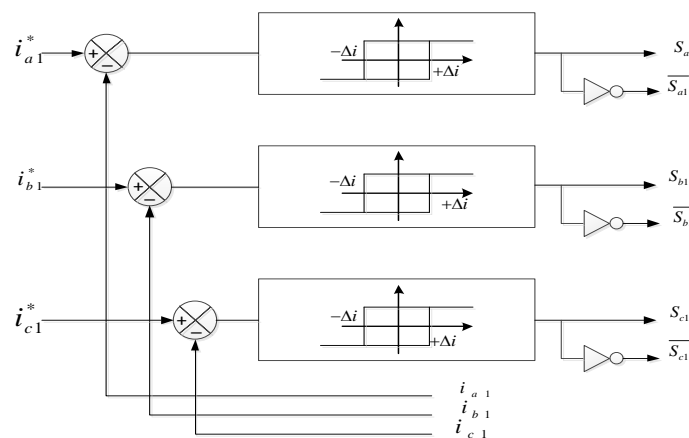 i*a1
+
−
−Δi
+Δi
Sa
S̅a1
i*b1
+
−
−Δi
+Δi
Sb1
S̅b
i*c1
+
−
−Δi
+Δi
Sc1
S̅c1
ia1
ib1
ic1